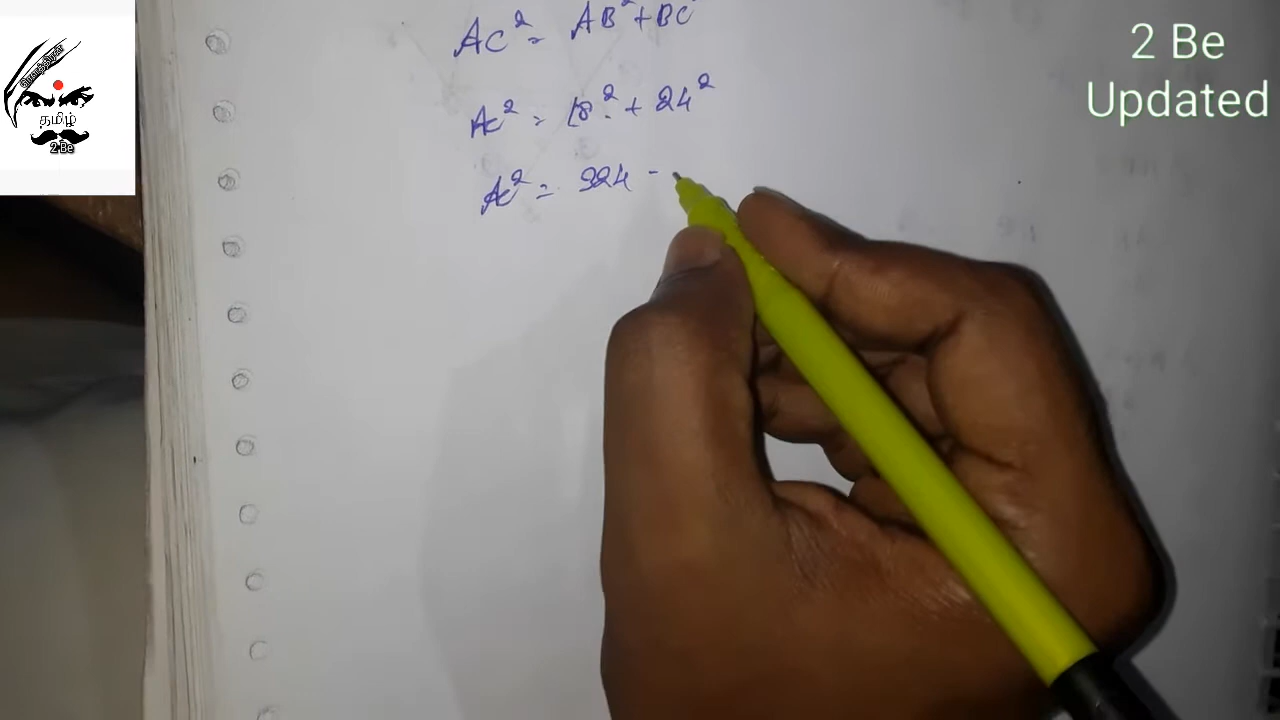 2 Be
Updated
தமிழ்
2 Be
AC² = AB² + BC
AC² = 18² + 24²
AC² = 324 -